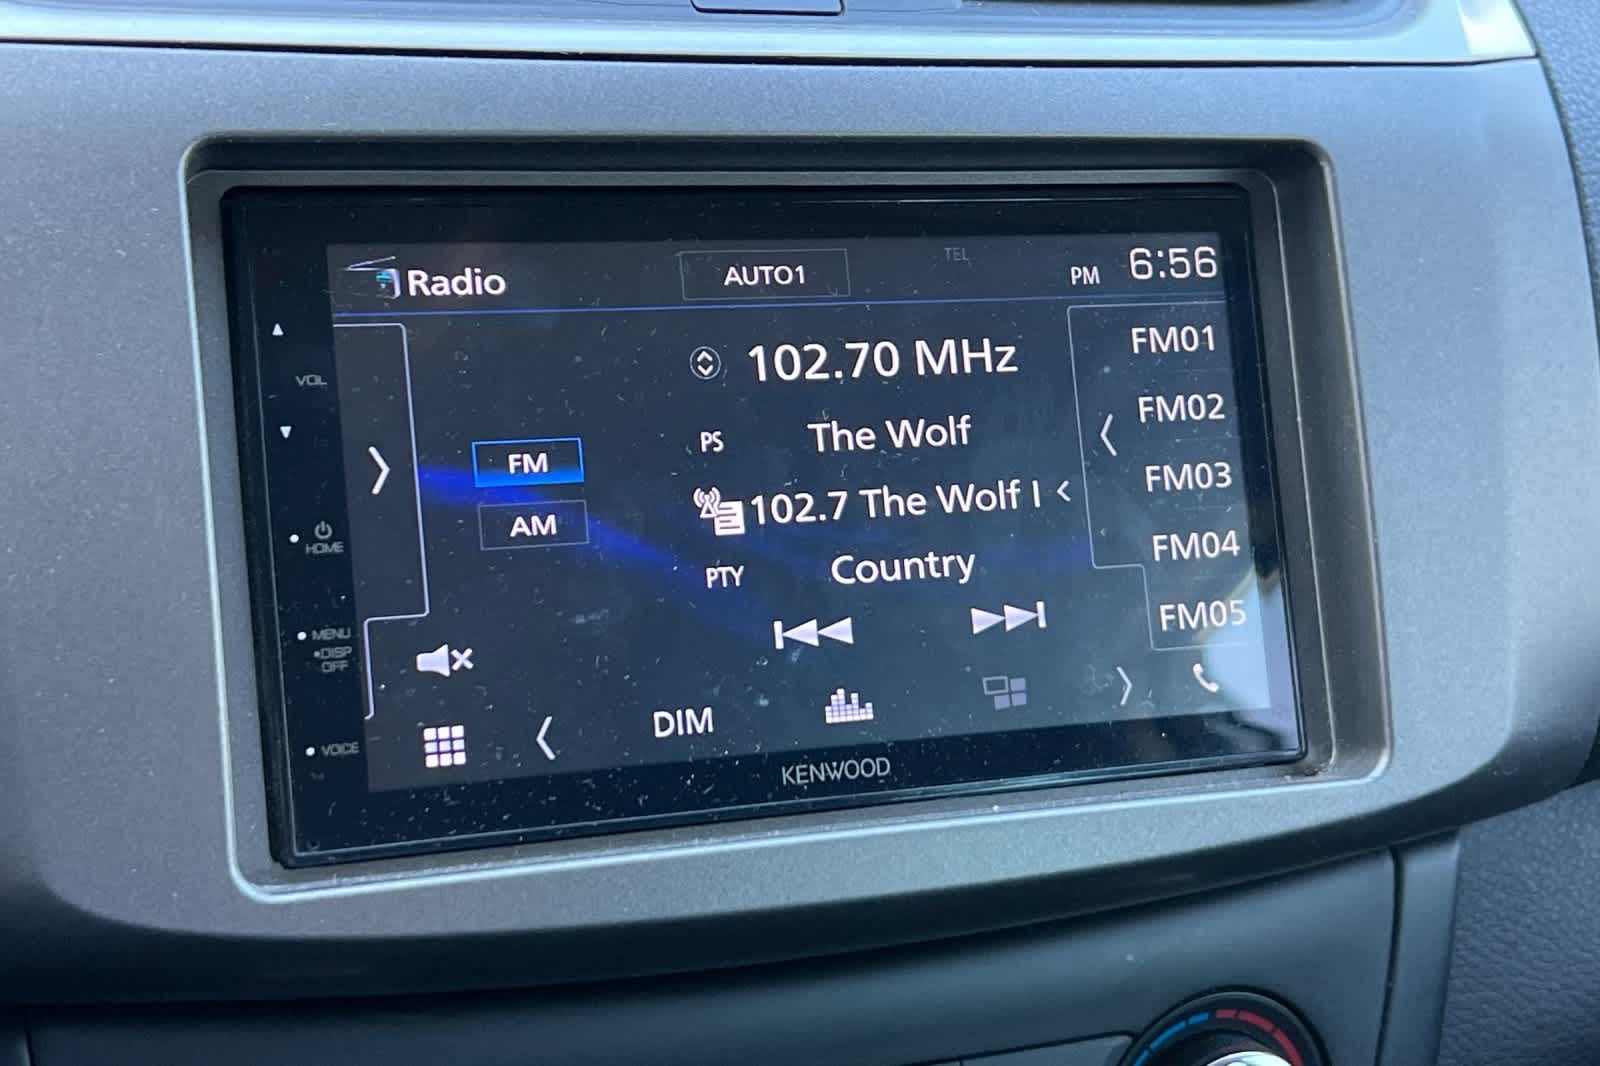 Radio
AUTO1
TEL
PM 6:56
VOL
102.70 MHz
FM01
PS The Wolf
FM02
FM
102.7 The Wolf I
FM03
AM
HOME
PTY Country
FM04
FM05
MENU
•DISP
OFF
DIM
VOICE
KENWOOD